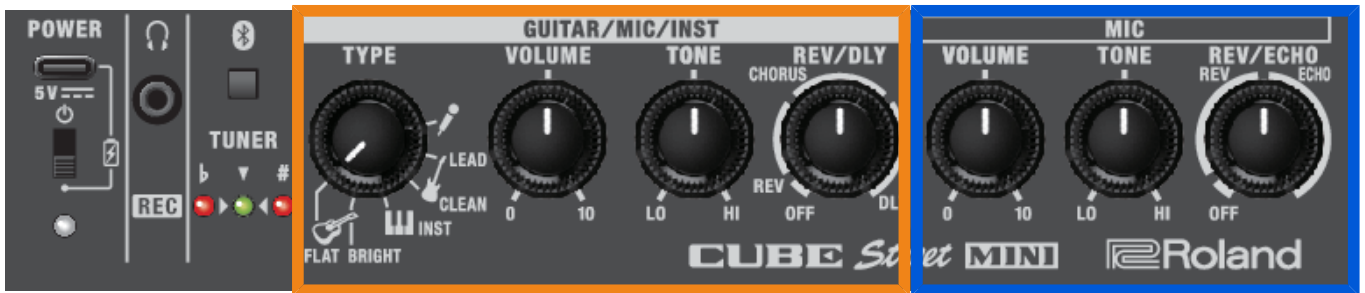 POWER
5V
REC
TUNER
♭ ▼ #
GUITAR/MIC/INST
TYPE VOLUME TONE REV/DLY
CHORUS
LEAD
CLEAN
INST
FLAT BRIGHT
0 10
LO HI
REV
OFF
DL
MIC
VOLUME TONE REV/ECHO
REV ECHO
0 10
LO HI
OFF
CUBE Street MINI Roland